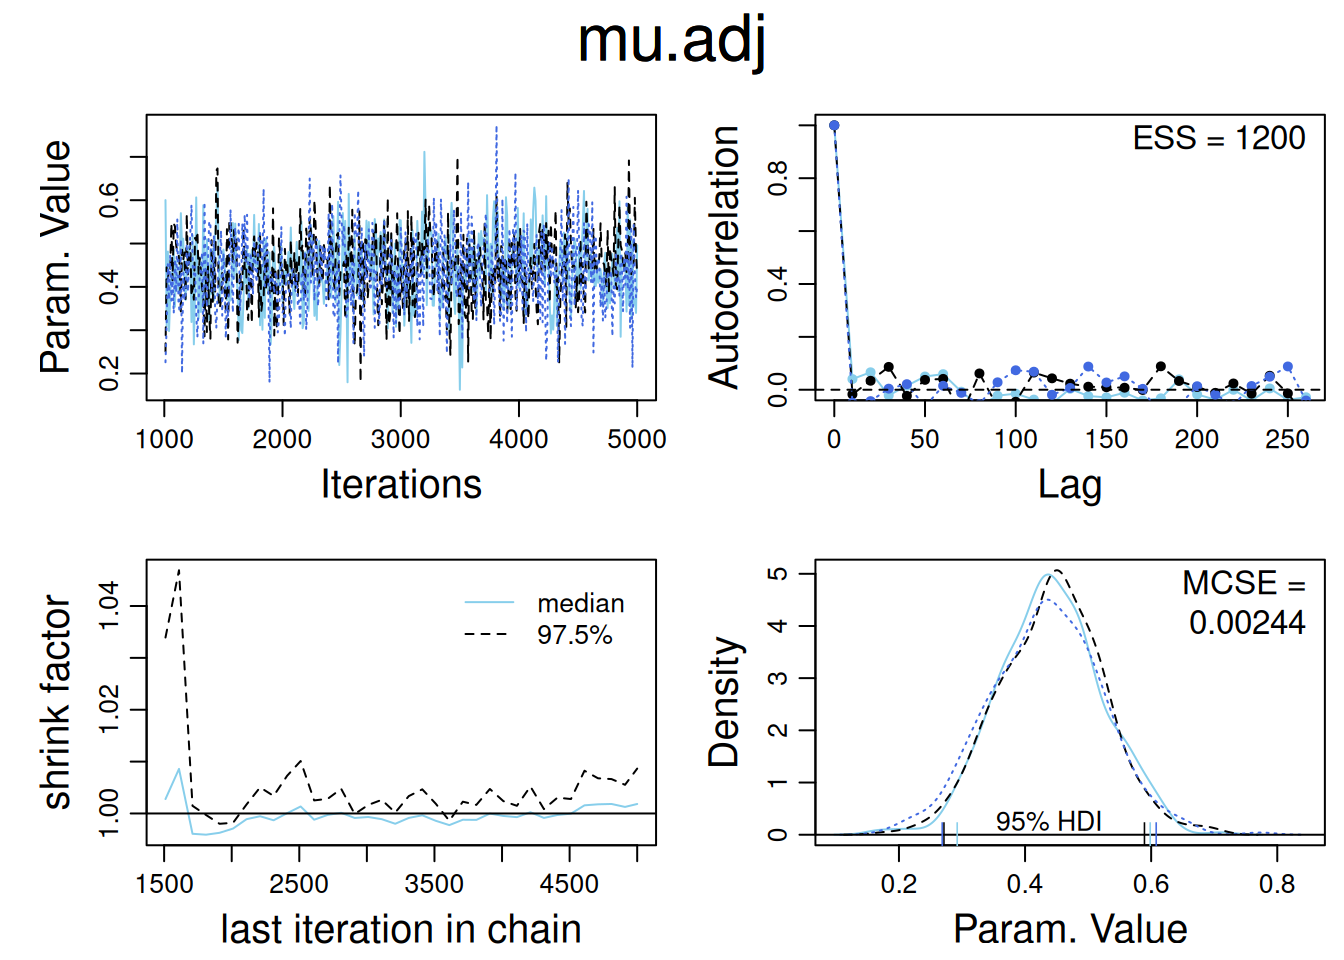 mu.adj
Param. Value
0.2 0.4 0.6
1000 2000 3000 4000 5000
Iterations
ESS = 1200
Autocorrelation
0.0 0.4 0.8
0 50 100 150 200 250
Lag
shrink factor
1.00 1.02 1.04
median
97.5%
1500 2500 3500 4500
last iteration in chain
MCSE =
0.00244
Density
0 1 2 3 4 5
95% HDI
0.2 0.4 0.6 0.8
Param. Value